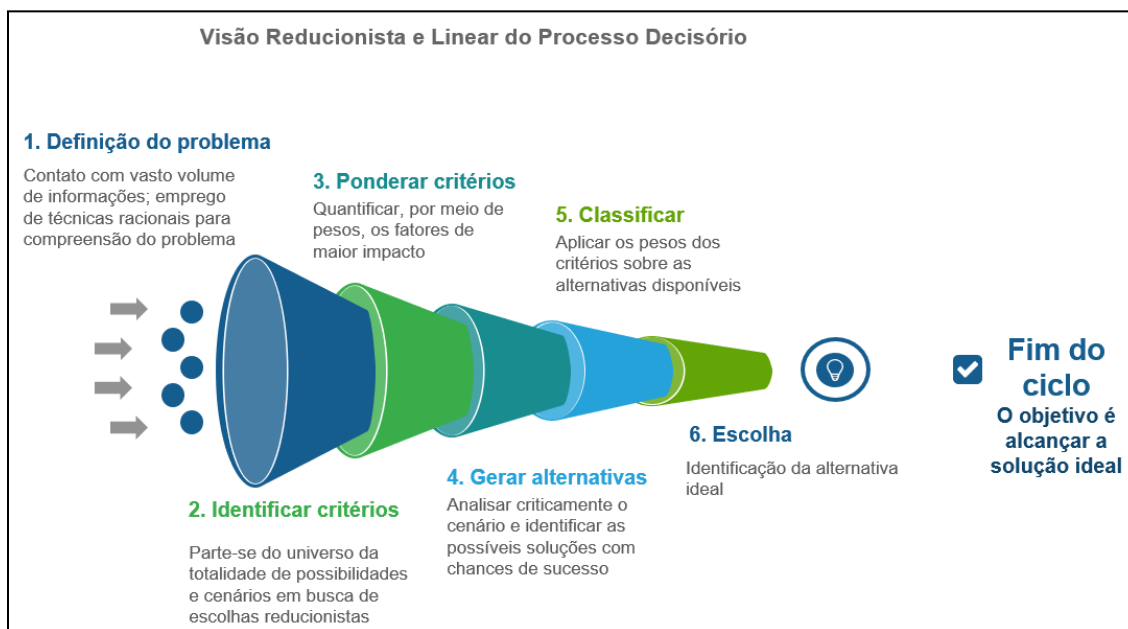 Visão Reducionista e Linear do Processo Decisório
1. Definição do problema
Contato com vasto volume
de informações; emprego
de técnicas racionais para
compreensão do problema
2. Identificar critérios
Parte-se do universo da
totalidade de possibilidades
e cenários em busca de
escolhas reducionistas
3. Ponderar critérios
Quantificar, por meio de
pesos, os fatores de
maior impacto
4. Gerar alternativas
Analisar criticamente o
cenário e identificar as
possíveis soluções com
chances de sucesso
5. Classificar
Aplicar os pesos dos
critérios sobre as
alternativas disponíveis
6. Escolha
Identificação da alternativa
ideal
Fim do
ciclo
O objetivo é
alcançar a
solução ideal